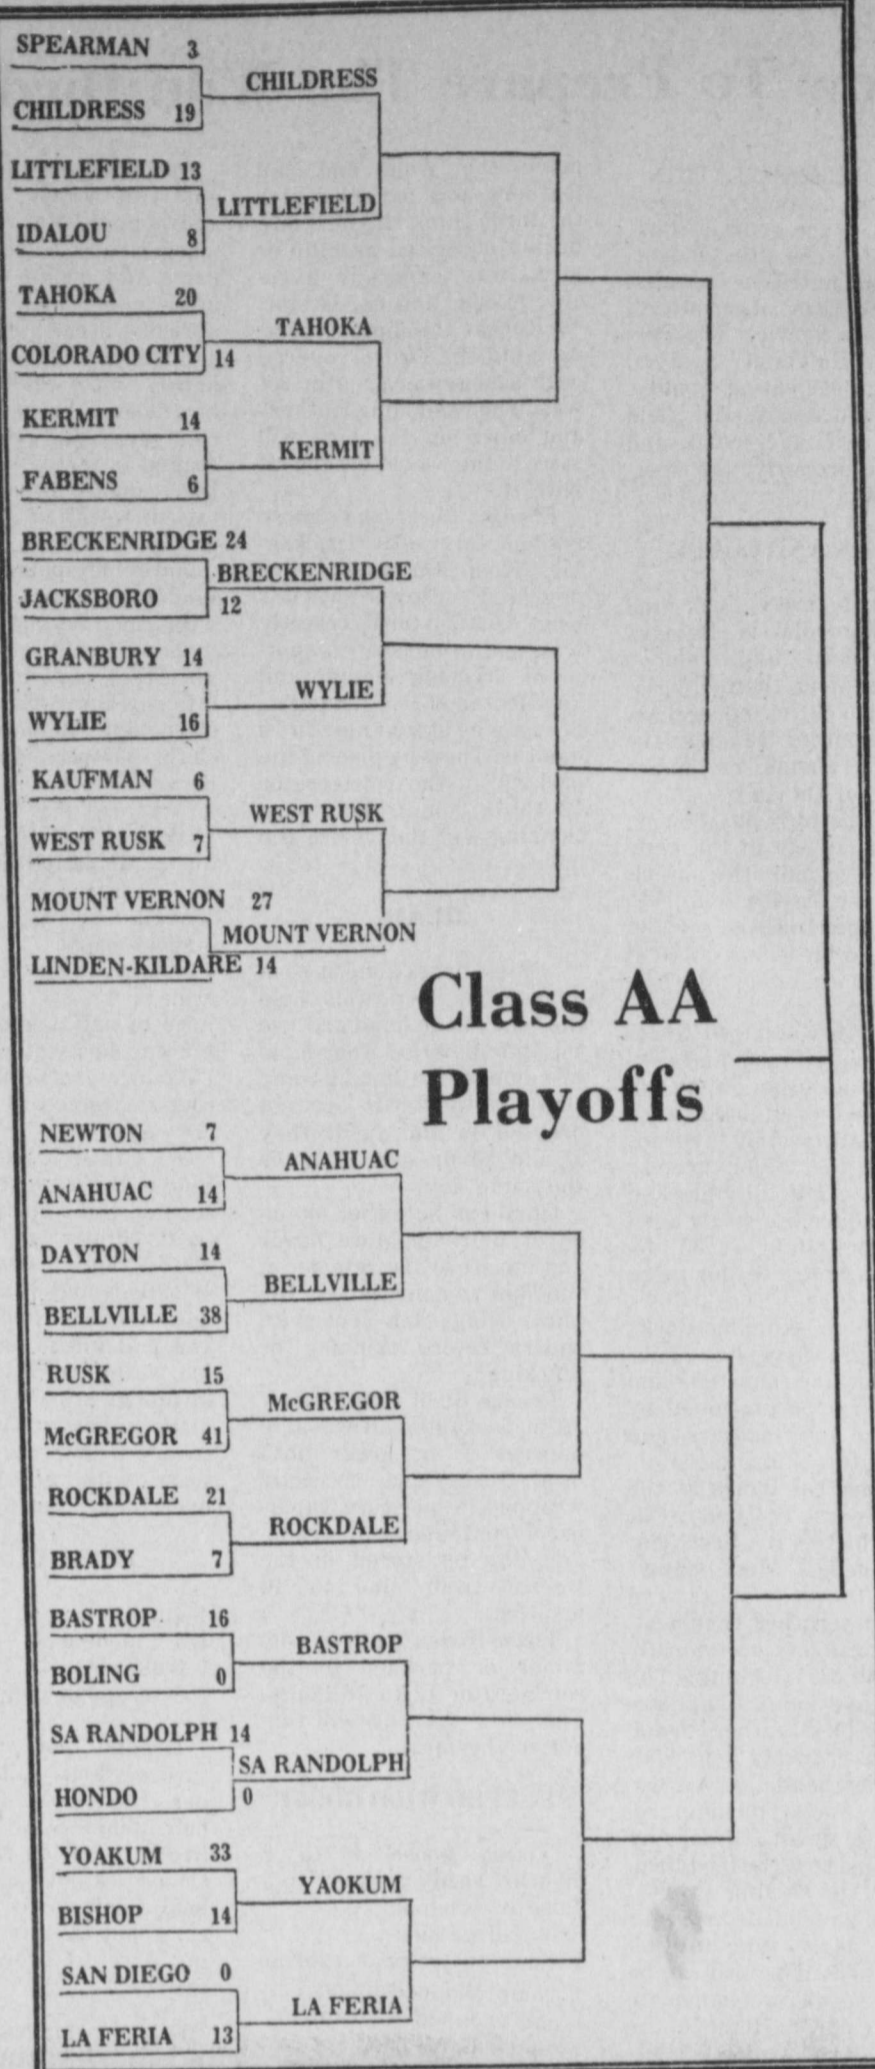 SPEARMAN 3
CHILDRESS
CHILDRESS 19
LITTLEFIELD 13
LITTLEFIELD
IDALOU 8
TAHOKA 20
TAHOKA
COLORADO CITY 14
KERMIT 14
KERMIT
FABENS 6
BRECKENRIDGE 24
BRECKENRIDGE
JACKSBORO 12
GRANBURY 14
WYLIE
WYLIE 16
KAUFMAN 6
WEST RUSK
WEST RUSK 7
MOUNT VERNON 27
MOUNT VERNON
LINDEN-KILDARE 14
Class AA
Playoffs
NEWTON 7
ANAHUAC
ANAHUAC 14
DAYTON 14
BELLVILLE
BELLVILLE 38
RUSK 15
McGREGOR
McGREGOR 41
ROCKDALE 21
ROCKDALE
BRADY 7
BASTROP 16
BASTROP
BOLING 0
SA RANDOLPH 14
SA RANDOLPH
HONDO 0
YOAKUM 33
YAOKUM
BISHOP 14
SAN DIEGO 0
LA FERIA
LA FERIA 13